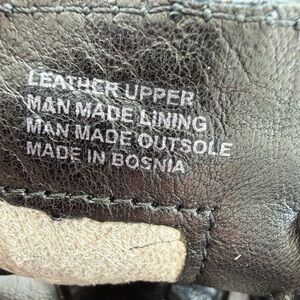 LEATHER UPPER
MAN MADE LINING
MAN MADE OUTSOLE
MADE IN BOSNIA